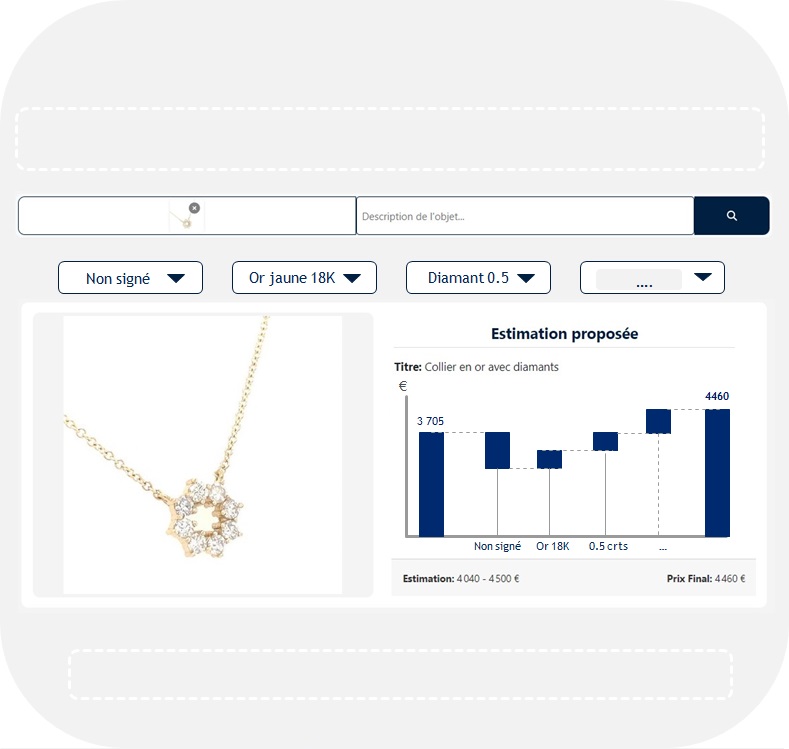 Description de l'objet...
Non signé
Or jaune 18K
Diamant 0.5
....
Estimation proposée
Titre: Collier en or avec diamants
€
4460
3 705
Non signé
Or 18K
0.5 crts
...
Estimation: 4 040 - 4 500 €
Prix Final: 4 460 €